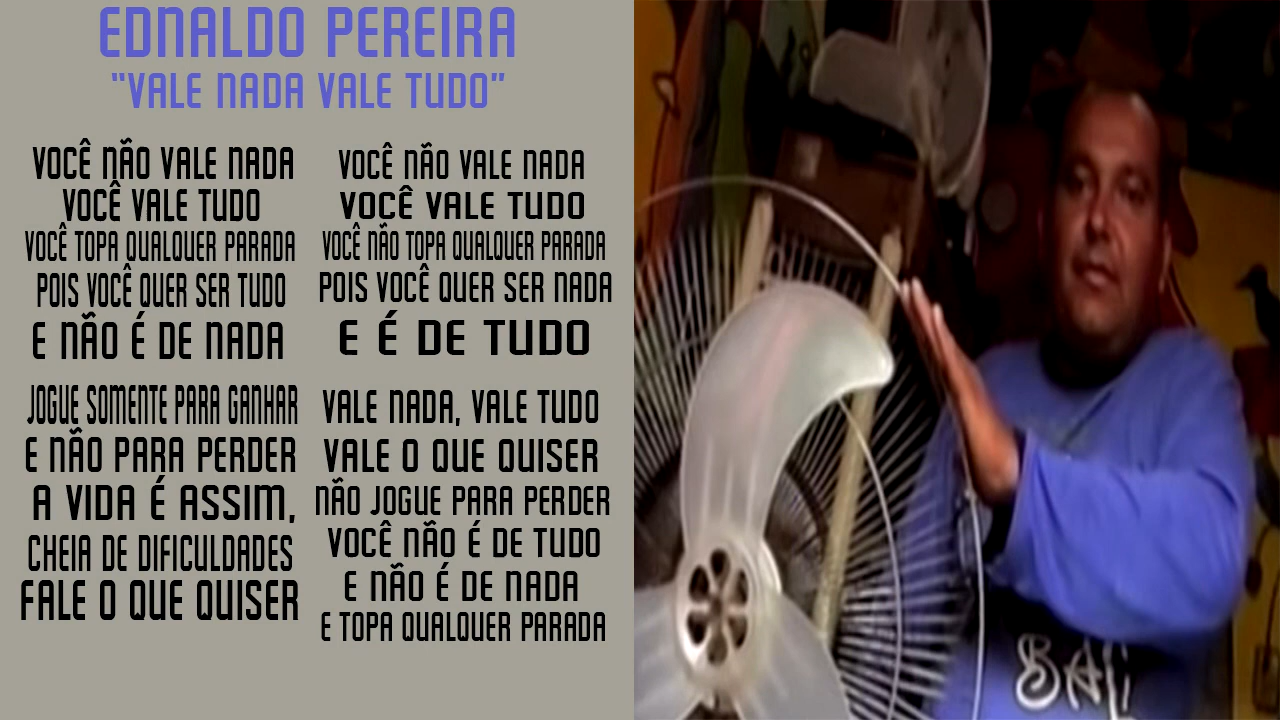 EDNALDO PEREIRA
"VALE NADA VALE TUDO"
VOCÊ NÃO VALE NADA
VOCÊ VALE TUDO
VOCÊ TOPA QUALQUER PARADA
POIS VOCÊ QUER SER TUDO
E NÃO É DE NADA
JOGUE SOMENTE PARA GANHAR
E NÃO PARA PERDER
A VIDA É ASSIM,
CHEIA DE DIFICULDADES
FALE O QUE QUISER
VOCÊ NÃO VALE NADA
VOCÊ VALE TUDO
VOCÊ NÃO TOPA QUALQUER PARADA
POIS VOCÊ QUER SER NADA
E É DE TUDO
VALE NADA, VALE TUDO
VALE O QUE QUISER
NÃO JOGUE PARA PERDER
VOCÊ NÃO É DE TUDO
E NÃO É DE NADA
E TOPA QUALQUER PARADA